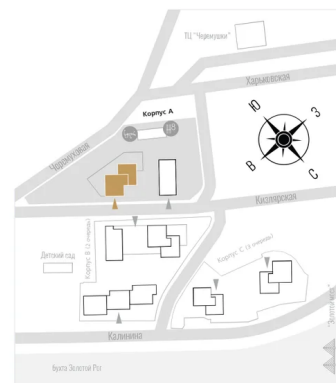 ТЦ "Черемушки"
Харьковская
Корпус А
Черемуховая
Ю
З
В
С
Кизлярская
Корпус В (2 очередь)
Детский сад
Корпус С (3 очередь)
Калинина
бухта Золотой Рог